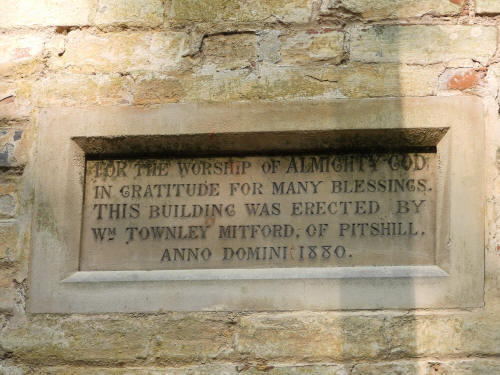 FOR THE WORSHIP OF ALMIGHTY GOD
IN GRATITUDE FOR MANY BLESSINGS.
THIS BUILDING WAS ERECTED BY
WM TOWNLEY MITFORD, OF PITSHILL.
ANNO DOMINI 1880.